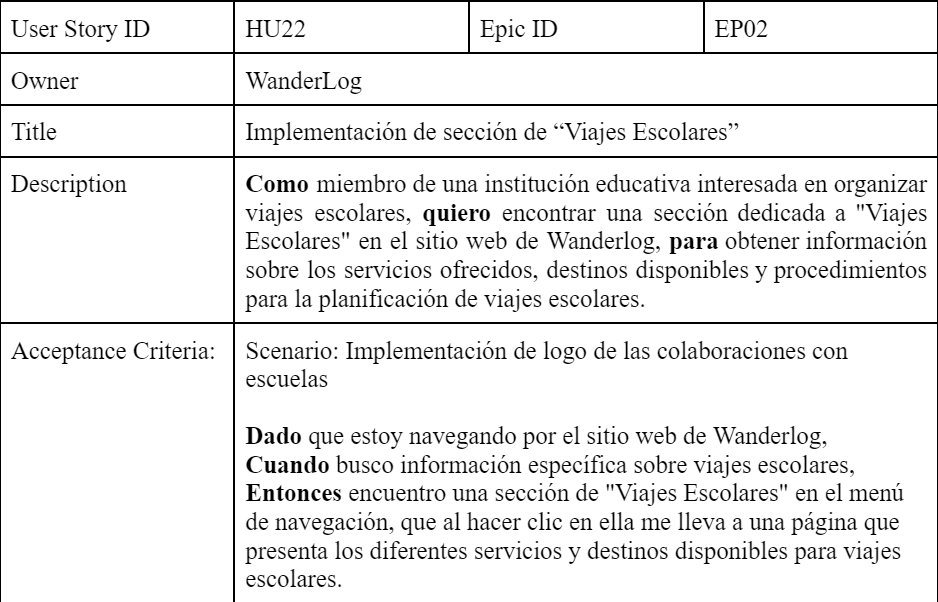 User Story ID HU22 Epic ID EP02
Owner WanderLog
Title Implementación de sección de “Viajes Escolares”
Description Como miembro de una institución educativa interesada en organizar
viajes escolares, quiero encontrar una sección dedicada a "Viajes
Escolares" en el sitio web de Wanderlog, para obtener información
sobre los servicios ofrecidos, destinos disponibles y procedimientos
para la planificación de viajes escolares.
Acceptance Criteria: Scenario: Implementación de logo de las colaboraciones con
escuelas
Dado que estoy navegando por el sitio web de Wanderlog,
Cuando busco información específica sobre viajes escolares,
Entonces encuentro una sección de "Viajes Escolares" en el menú
de navegación, que al hacer clic en ella me lleva a una página que
presenta los diferentes servicios y destinos disponibles para viajes
escolares.